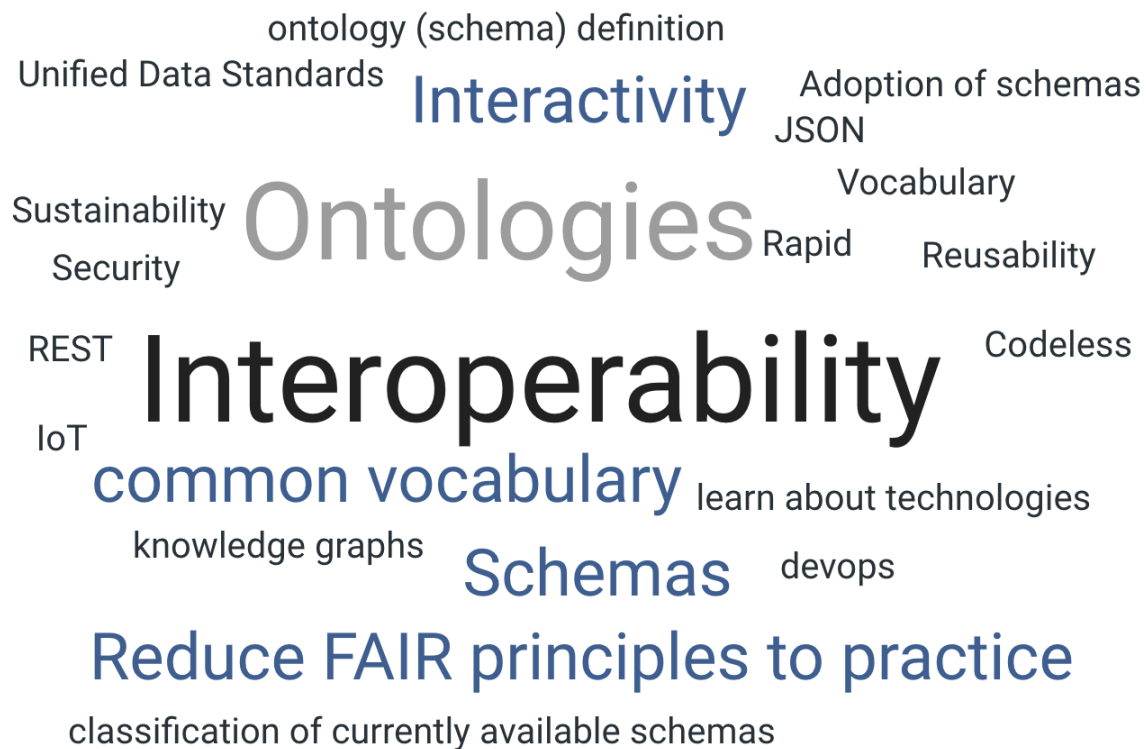 ontology (schema) definition
Unified Data Standards
Interactivity
Adoption of schemas
JSON
Vocabulary
Sustainability
Ontologies
Rapid
Reusability
Security
REST
Interoperability
Codeless
IoT
common vocabulary
learn about technologies
knowledge graphs
Schemas
devops
Reduce FAIR principles to practice
classification of currently available schemas